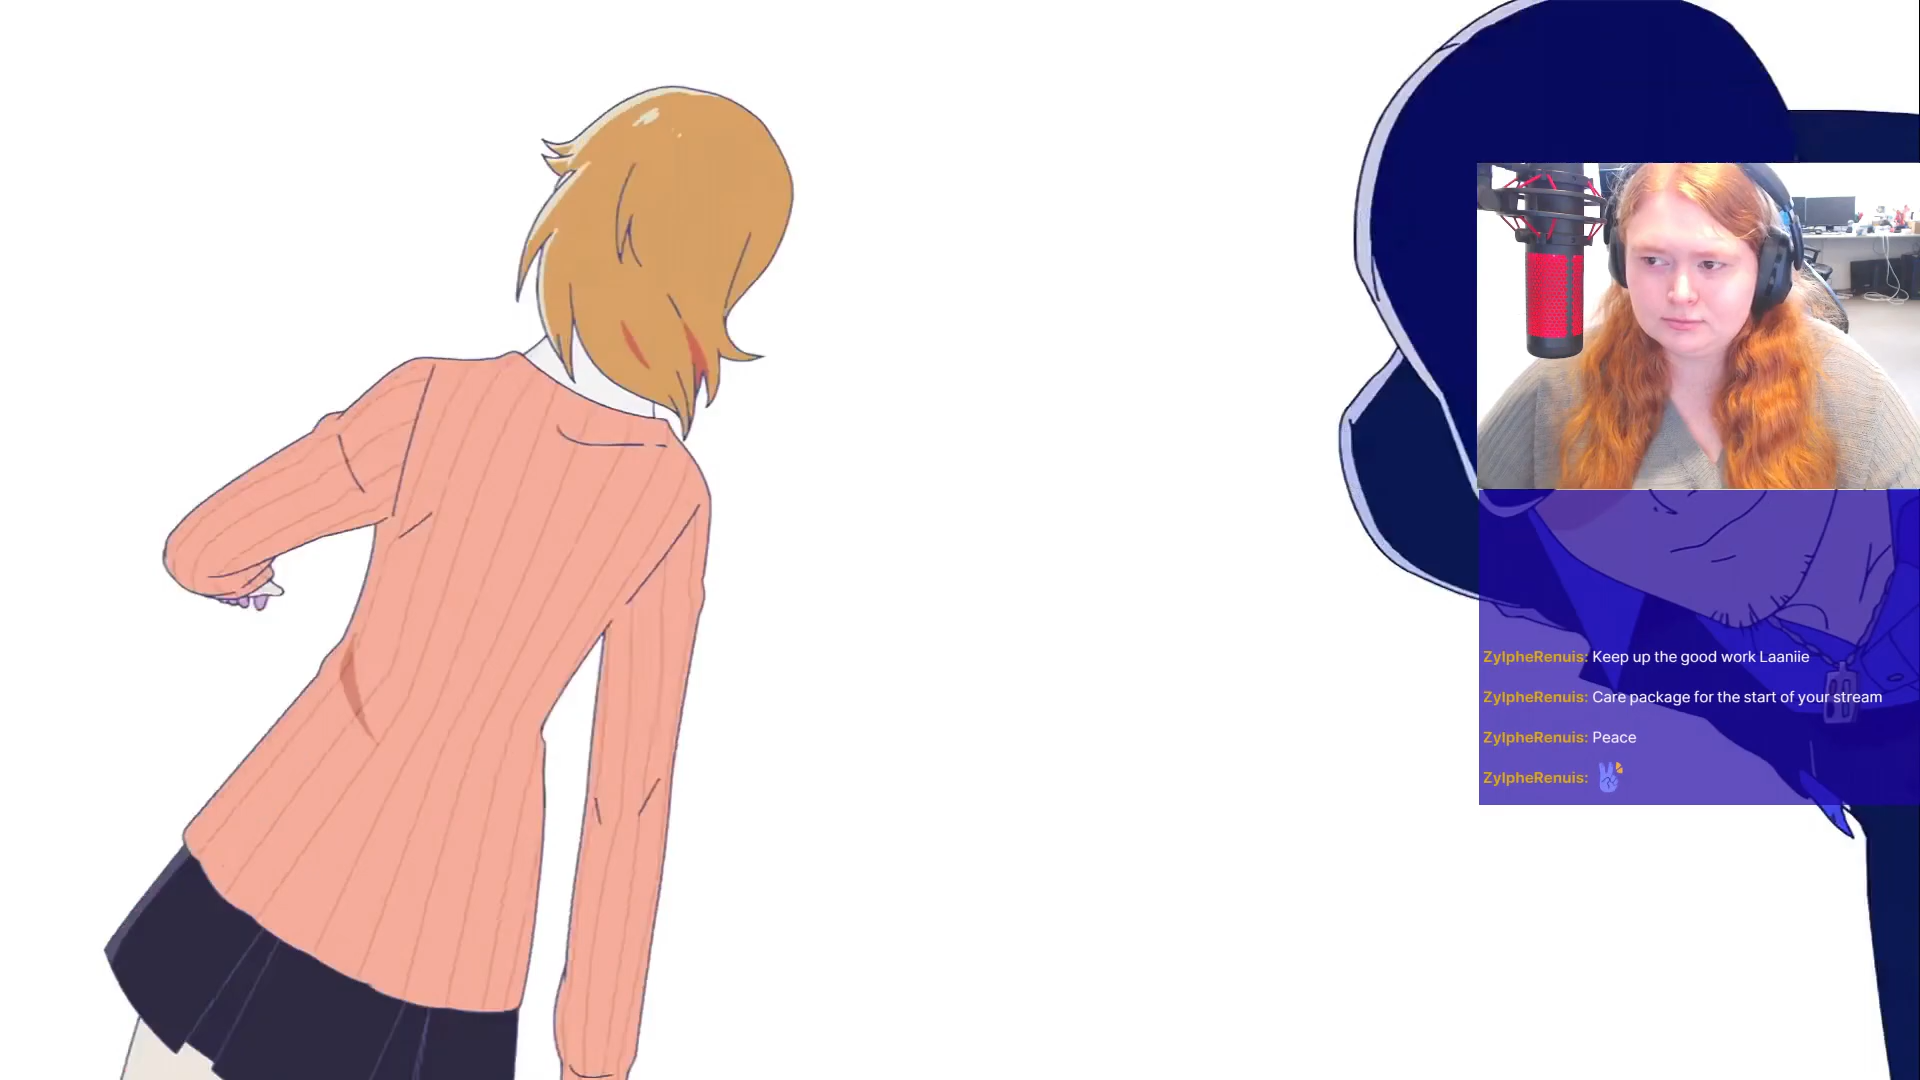 ZylpheRenuis: Keep up the good work Laaniie
ZylpheRenuis: Care package for the start of your stream
ZylpheRenuis: Peace
ZylpheRenuis: